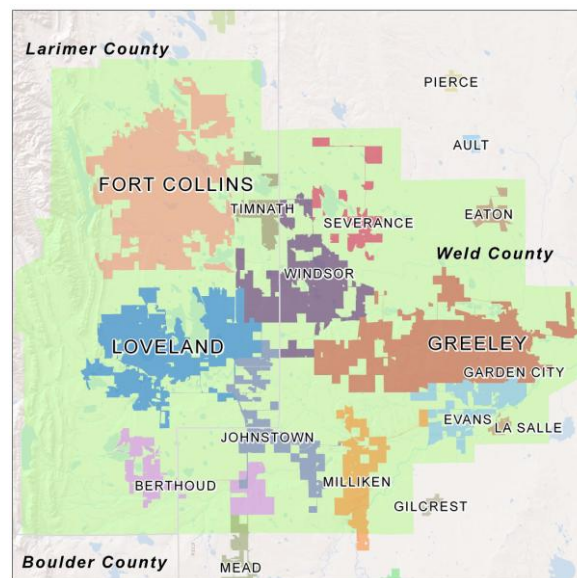 Larimer County
PIERCE
AULT
FORT COLLINS
TIMNATH
SEVERANCE
EATON
Weld County
WINDSOR
LOVELAND
GREELEY
GARDEN CITY
EVANS
LA SALLE
JOHNSTOWN
BERTHOUD
MILLIKEN
GILCREST
Boulder County
MEAD